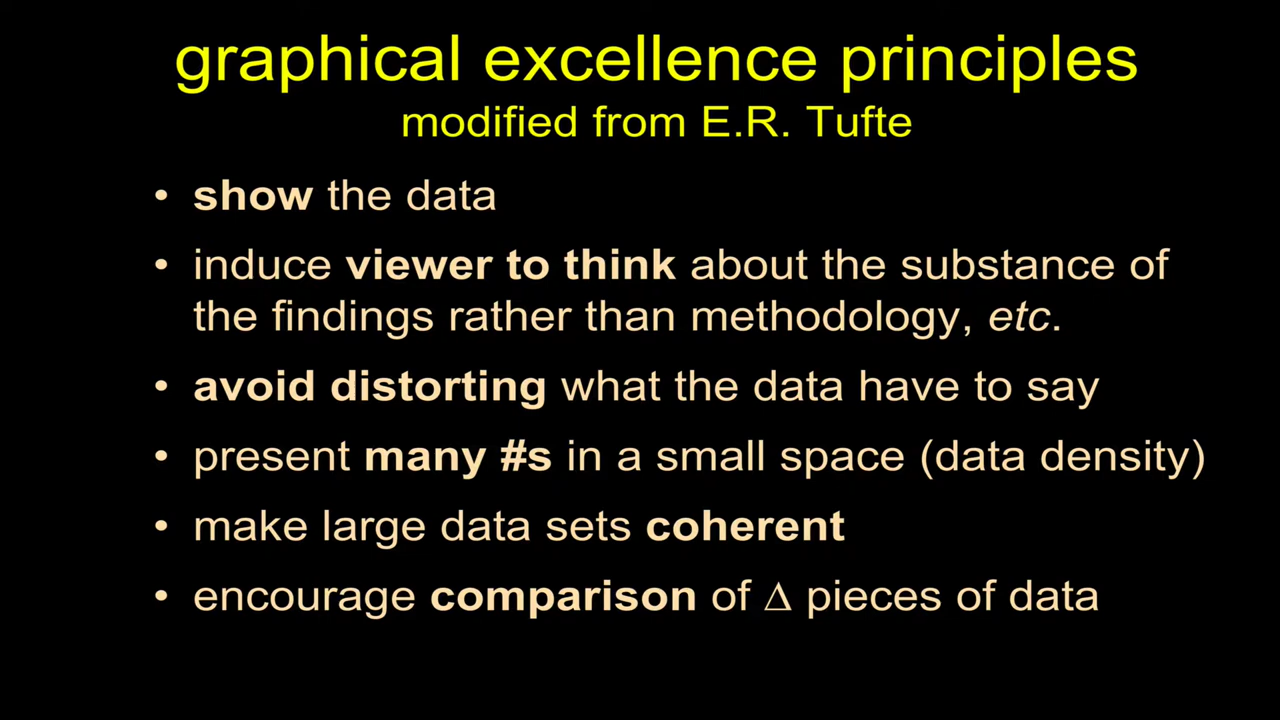 graphical excellence principles
modified from E.R. Tufte
• show the data
• induce viewer to think about the substance of
the findings rather than methodology, etc.
• avoid distorting what the data have to say
• present many #s in a small space (data density)
• make large data sets coherent
• encourage comparison of Δ pieces of data